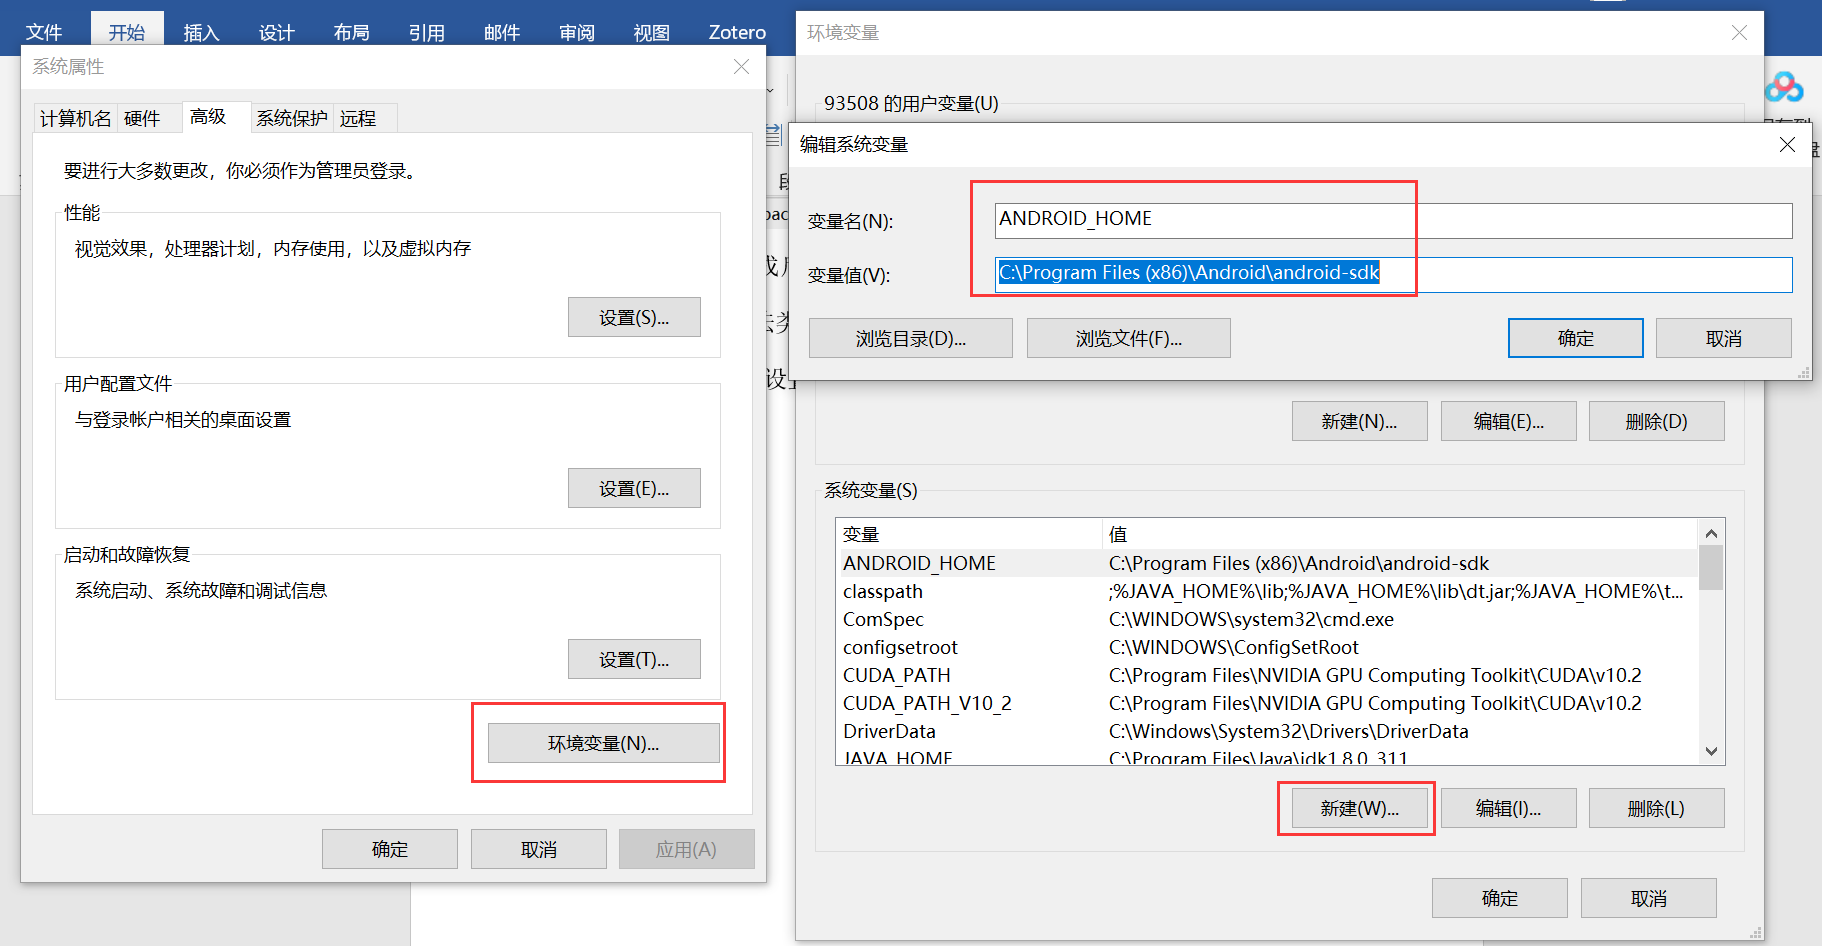 文件 开始 插入 设计 布局 引用 邮件 审阅 视图 Zotero
系统属性
计算机名 硬件 高级 系统保护 远程
要进行大多数更改，你必须作为管理员登录。
性能
视觉效果，处理器计划，内存使用，以及虚拟内存
设置(S)...
用户配置文件
与登录帐户相关的桌面设置
设置(E)...
启动和故障恢复
系统启动、系统故障和调试信息
设置(T)...
环境变量(N)...
确定 取消 应用(A)
环境变量
93508 的用户变量(U)
编辑系统变量
变量名(N): ANDROID_HOME
变量值(V): C:\Program Files (x86)\Android\android-sdk
浏览目录(D)... 浏览文件(F)... 确定 取消
新建(N)... 编辑(E)... 删除(D)
系统变量(S)
变量 值
ANDROID_HOME C:\Program Files (x86)\Android\android-sdk
classpath ;%JAVA_HOME%\lib;%JAVA_HOME%\lib\dt.jar;%JAVA_HOME%\t...
ComSpec C:\WINDOWS\system32\cmd.exe
configsetroot C:\WINDOWS\ConfigSetRoot
CUDA_PATH C:\Program Files\NVIDIA GPU Computing Toolkit\CUDA\v10.2
CUDA_PATH_V10_2 C:\Program Files\NVIDIA GPU Computing Toolkit\CUDA\v10.2
DriverData C:\Windows\System32\Drivers\DriverData
JAVA_HOME C:\Program Files\Java\jdk1.8.0_311
新建(W)... 编辑(I)... 删除(L)
确定 取消